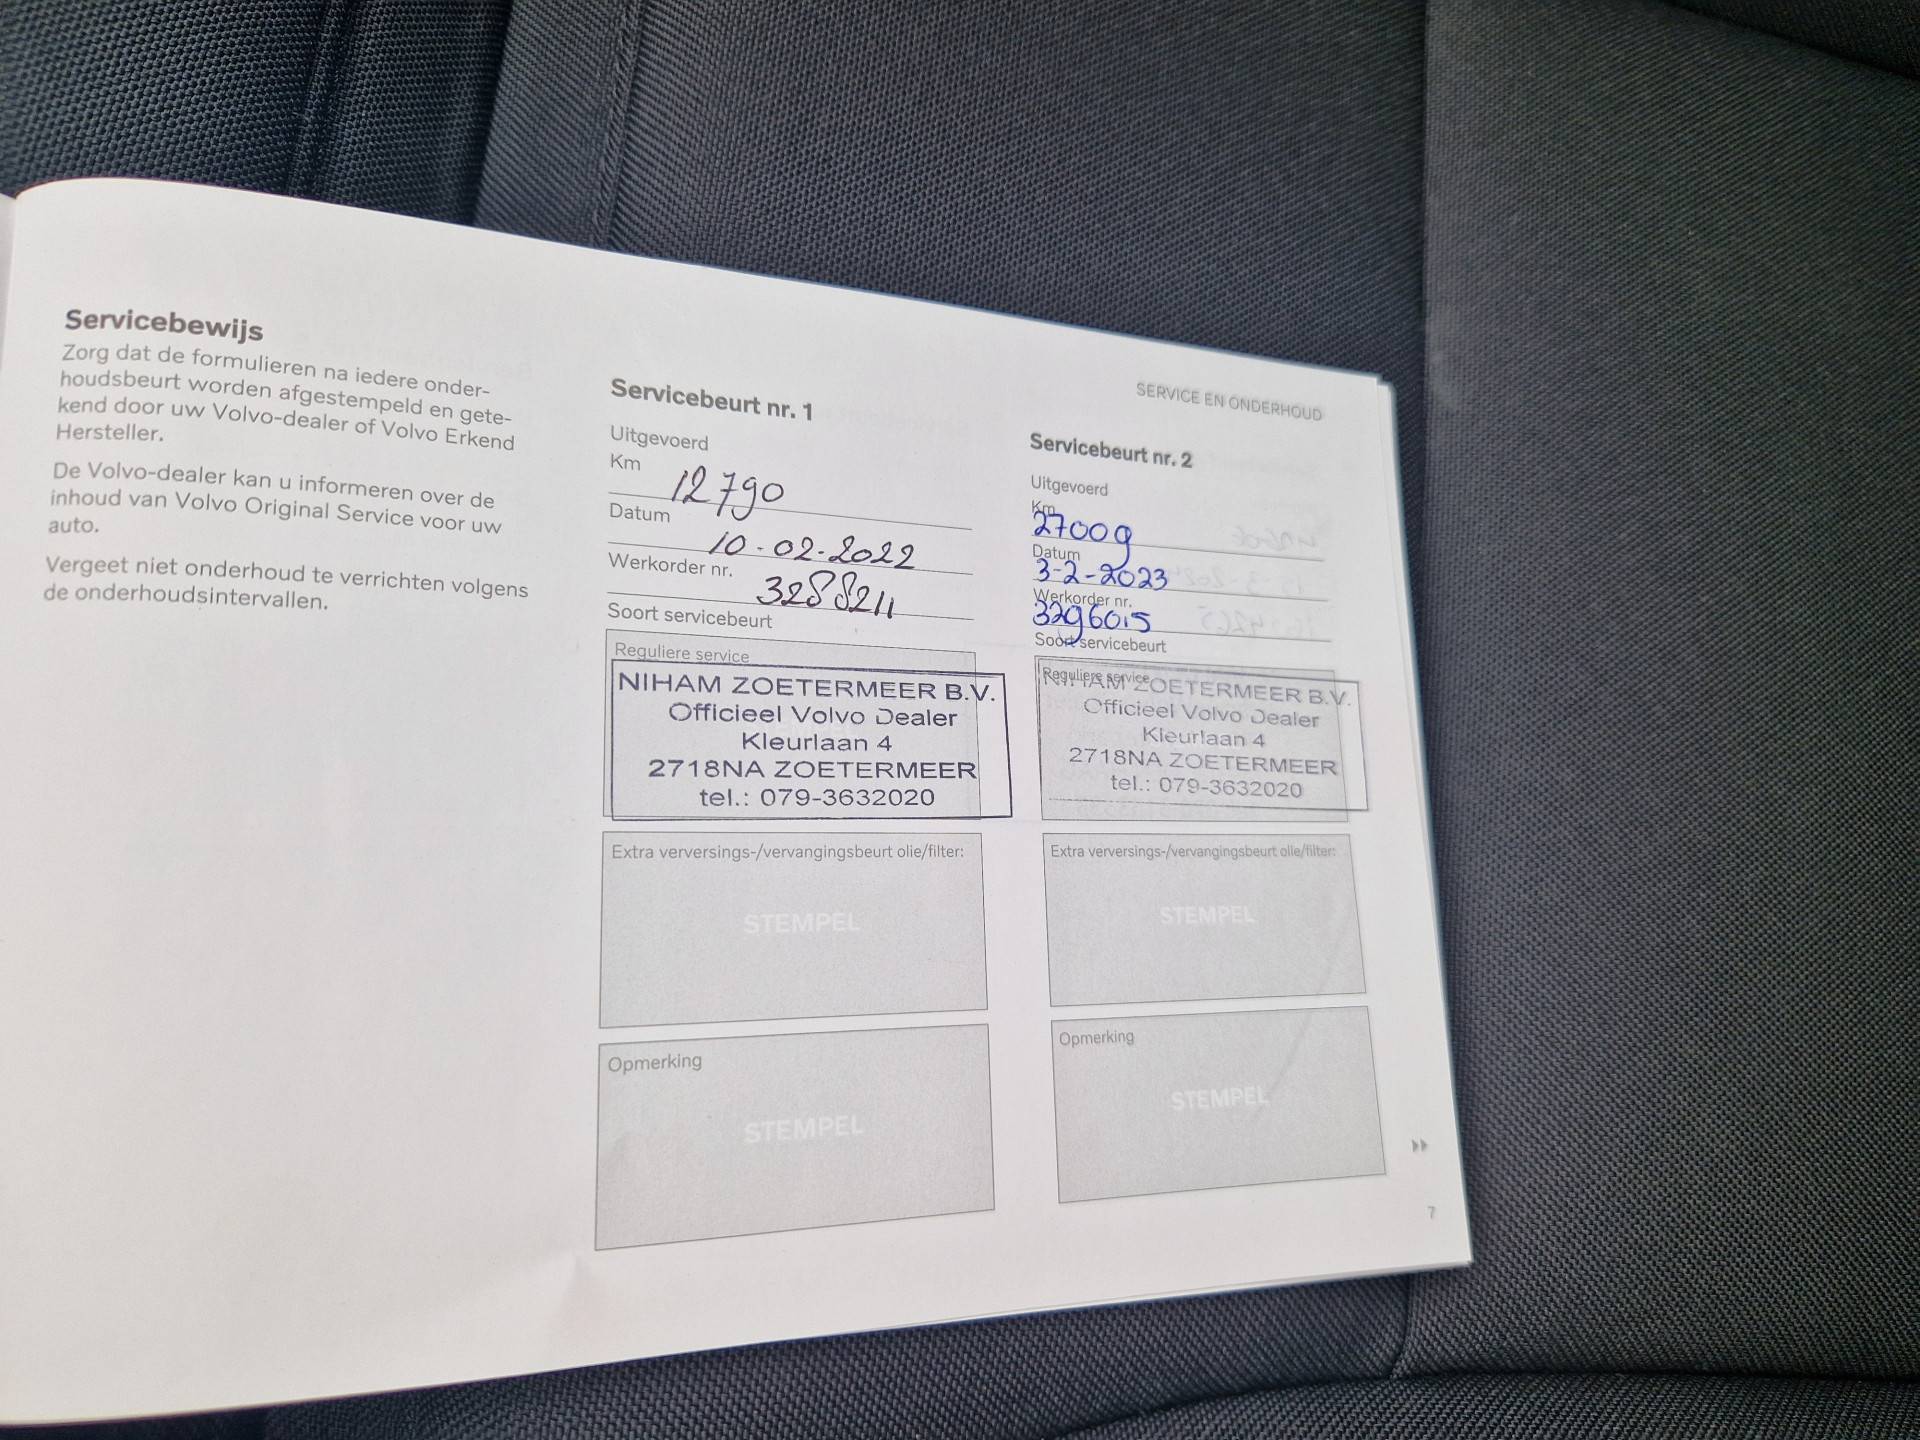 Servicebewijs
Zorg dat de formulieren na iedere onder-
houdsbeurt worden afgestempeld en gete-
kend door uw Volvo-dealer of Volvo Erkend
Hersteller.
De Volvo-dealer kan u informeren over de
inhoud van Volvo Original Service voor uw
auto.
Vergeet niet onderhoud te verrichten volgens
de onderhoudsintervallen.
Servicebeurt nr. 1
Uitgevoerd
Km
12790
Datum
10-02-2022
Werkorder nr.
3288211
Soort servicebeurt
Reguliere service
NIHAM ZOETERMEER B.V.
Officieel Volvo Dealer
Kleurlaan 4
2718NA ZOETERMEER
tel.: 079-3632020
Extra verversings-/vervangingsbeurt olie/filter:
STEMPEL
Opmerking
STEMPEL
SERVICE EN ONDERHOUD
Servicebeurt nr. 2
Uitgevoerd
Km
27009
Datum
3-2-2023
Werkorder nr.
3296015
Soort servicebeurt
Reguliere service
NIHAM ZOETERMEER B.V.
Officieel Volvo Dealer
Kleurlaan 4
2718NA ZOETERMEER
tel.: 079-3632020
Extra verversings-/vervangingsbeurt olie/filter:
STEMPEL
Opmerking
STEMPEL
7